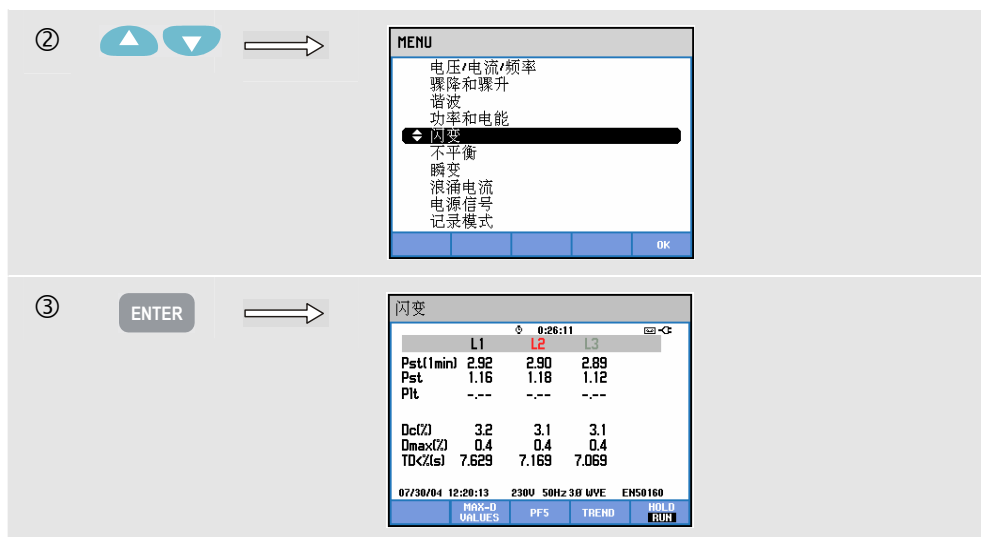 ②
MENU
电压/电流/频率
骤降和骤升
谐波
功率和电能
闪变
不平衡
瞬变
浪涌电流
电源信号
记录模式
OK
③ ENTER
闪变
0:26:11
L1 L2 L3
Pst(1min) 2.92 2.90 2.89
Pst 1.16 1.18 1.12
Plt -.-- -.-- -.--
Dc(%) 3.2 3.1 3.1
Dmax(%) 0.4 0.4 0.4
TD<%(s) 7.629 7.169 7.069
07/30/04 12:20:13 230V 50Hz 3Ø WYE EN50160
MAX-D VALUES PF5 TREND HOLD RUN